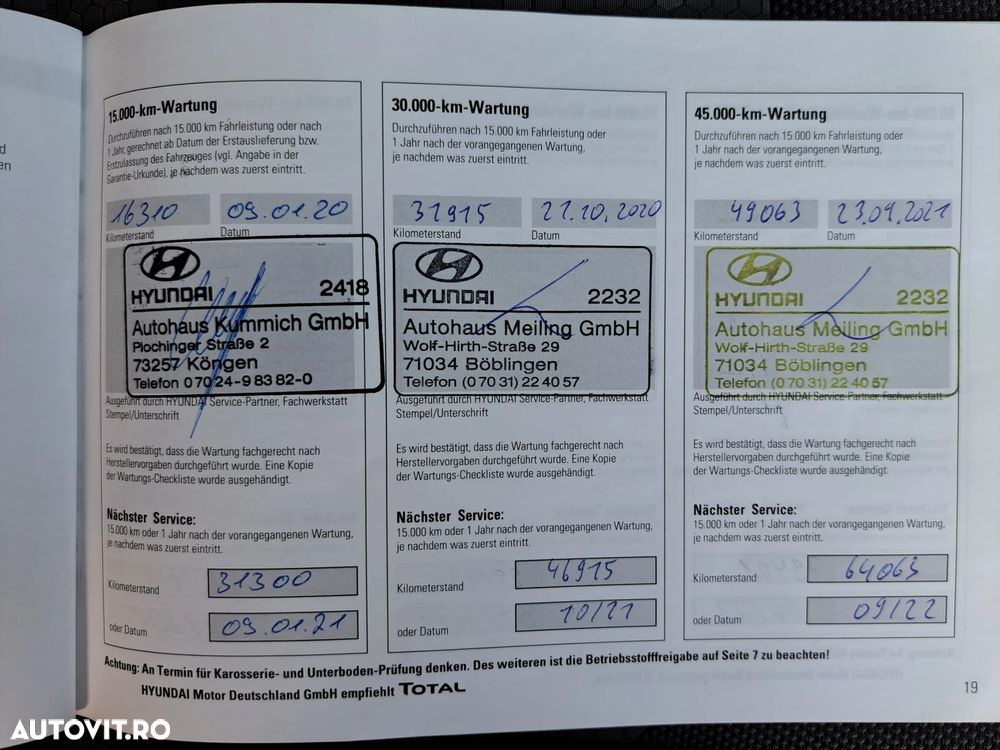 d
en
15.000-km-Wartung
Durchzuführen nach 15.000 km Fahrleistung oder nach
1 Jahr, gerechnet ab Datum der Erstauslieferung bzw.
Erstzulassung des Fahrzeuges (vgl. Angabe in der
Garantie-Urkunde), je nachdem was zuerst eintritt.
16310 09.01.20
Kilometerstand Datum
HYUNDAI 2418
Autohaus Kümmich GmbH
Plochinger Straße 2
73257 Köngen
Telefon 0 70 24-9 83 82-0
Ausgeführt durch HYUNDAI Service-Partner, Fachwerkstatt
Stempel/Unterschrift
Es wird bestätigt, dass die Wartung fachgerecht nach
Herstellervorgaben durchgeführt wurde. Eine Kopie
der Wartungs-Checkliste wurde ausgehändigt.
Nächster Service:
15.000 km oder 1 Jahr nach der vorangegangenen Wartung,
je nachdem was zuerst eintritt.
Kilometerstand 31300
oder Datum 09.01.21
30.000-km-Wartung
Durchzuführen nach 15.000 km Fahrleistung oder
1 Jahr nach der vorangegangenen Wartung,
je nachdem was zuerst eintritt.
31915 27.10.2020
Kilometerstand Datum
HYUNDAI 2232
Autohaus Meiling GmbH
Wolf-Hirth-Straße 29
71034 Böblingen
Telefon (0 70 31) 22 40 57
Ausgeführt durch HYUNDAI Service-Partner, Fachwerkstatt
Stempel/Unterschrift
Es wird bestätigt, dass die Wartung fachgerecht nach
Herstellervorgaben durchgeführt wurde. Eine Kopie
der Wartungs-Checkliste wurde ausgehändigt.
Nächster Service:
15.000 km oder 1 Jahr nach der vorangegangenen Wartung,
je nachdem was zuerst eintritt.
Kilometerstand 46915
oder Datum 10/21
45.000-km-Wartung
Durchzuführen nach 15.000 km Fahrleistung oder
1 Jahr nach der vorangegangenen Wartung,
je nachdem was zuerst eintritt.
49063 23.09.2021
Kilometerstand Datum
HYUNDAI 2232
Autohaus Meiling GmbH
Wolf-Hirth-Straße 29
71034 Böblingen
Telefon (0 70 31) 22 40 57
Ausgeführt durch HYUNDAI Service-Partner, Fachwerkstatt
Stempel/Unterschrift
Es wird bestätigt, dass die Wartung fachgerecht nach
Herstellervorgaben durchgeführt wurde. Eine Kopie
der Wartungs-Checkliste wurde ausgehändigt.
Nächster Service:
15.000 km oder 1 Jahr nach der vorangegangenen Wartung,
je nachdem was zuerst eintritt.
Kilometerstand 64063
oder Datum 09/22
Achtung: An Termin für Karosserie- und Unterboden-Prüfung denken. Des weiteren ist die Betriebsstofffreigabe auf Seite 7 zu beachten!
HYUNDAI Motor Deutschland GmbH empfiehlt TOTAL
19
AUTOVIT.RO